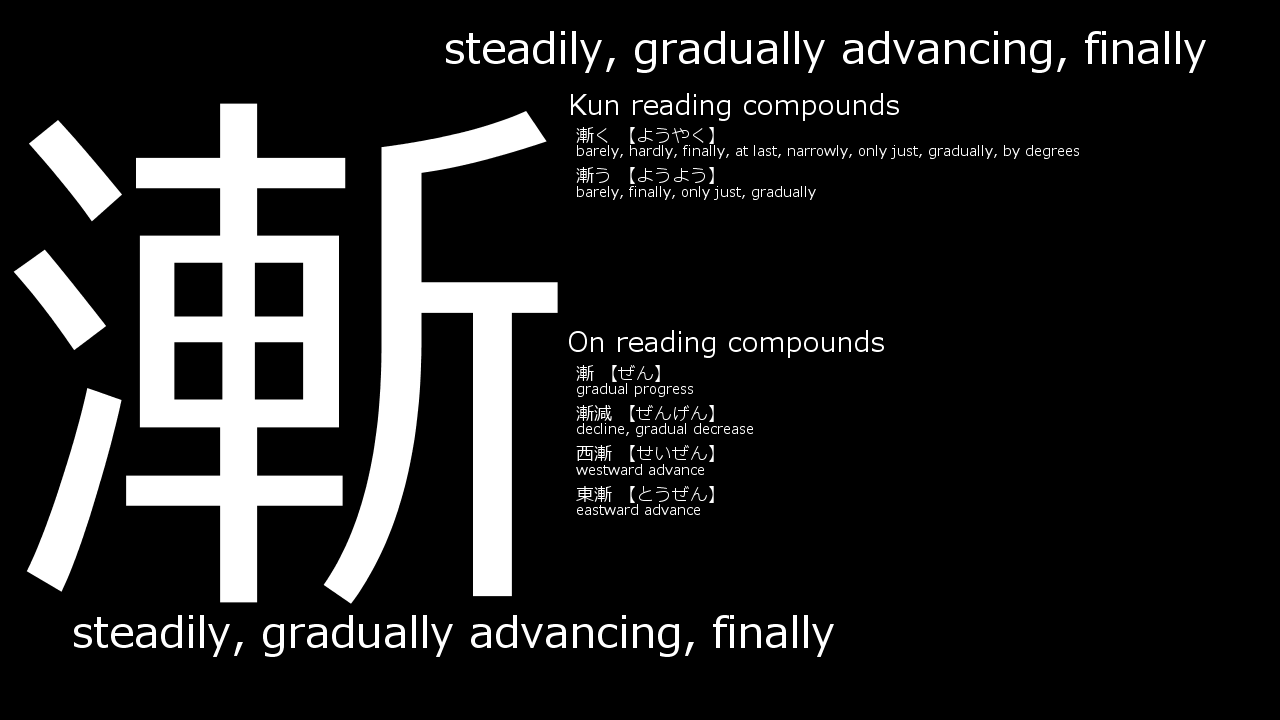 steadily, gradually advancing, finally
漸
Kun reading compounds
漸く 【ようやく】
barely, hardly, finally, at last, narrowly, only just, gradually, by degrees
漸う 【ようよう】
barely, finally, only just, gradually
On reading compounds
漸 【ぜん】
gradual progress
漸減 【ぜんげん】
decline, gradual decrease
西漸 【せいぜん】
westward advance
東漸 【とうぜん】
eastward advance
steadily, gradually advancing, finally